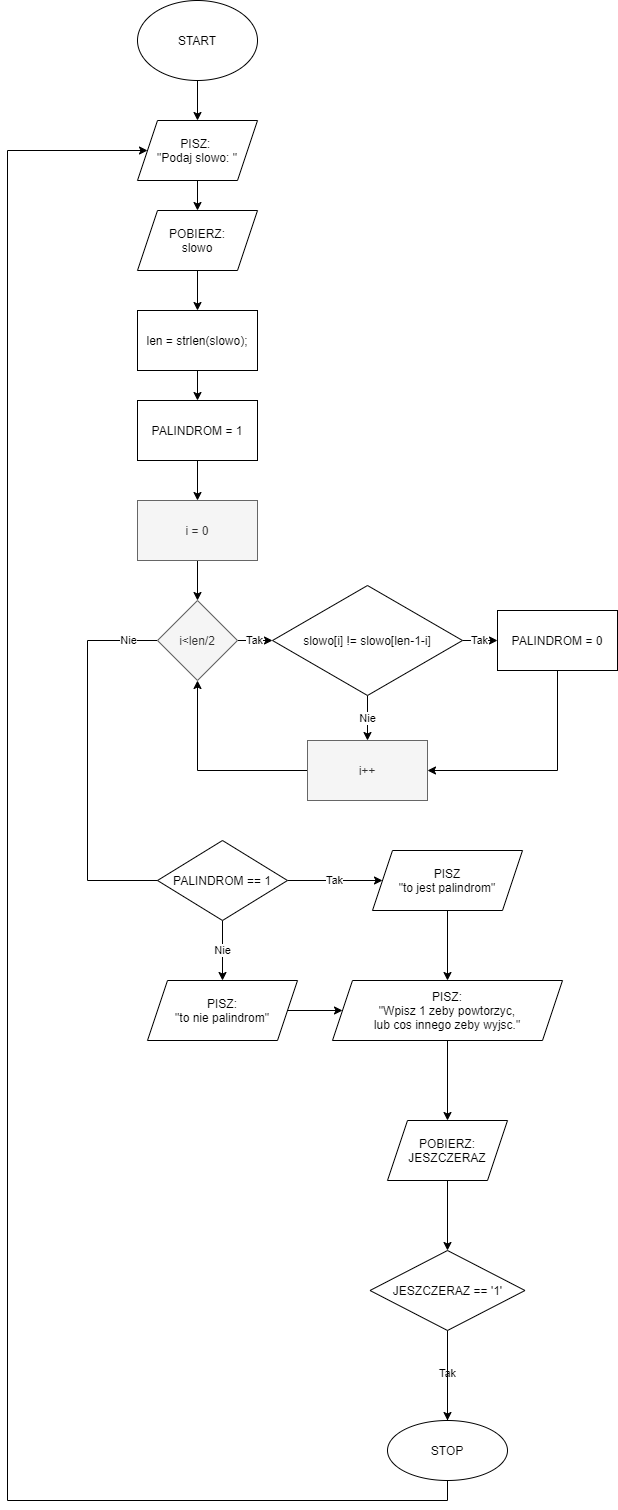 START
PISZ:
"Podaj slowo: "
POBIERZ:
slowo
len = strlen(slowo);
PALINDROM = 1
i = 0
Nie
i<len/2
Tak
slowo[i] != slowo[len-1-i]
Tak
PALINDROM = 0
Nie
i++
PALINDROM == 1
Tak
PISZ
"to jest palindrom"
Nie
PISZ:
"to nie palindrom"
PISZ:
"Wpisz 1 zeby powtorzyc,
lub cos innego zeby wyjsc."
POBIERZ:
JESZCZERAZ
JESZCZERAZ == '1'
Tak
STOP